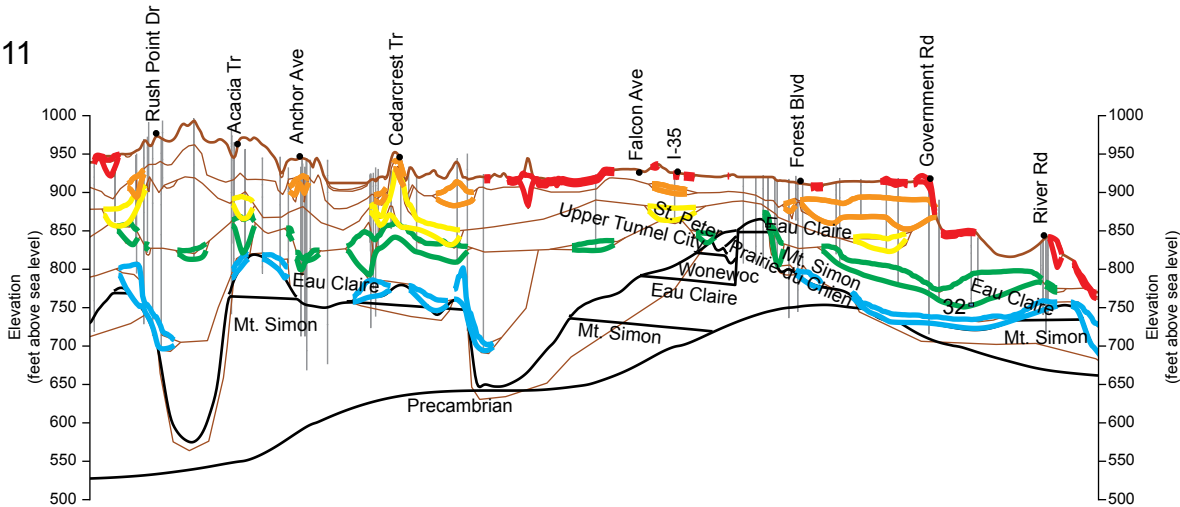 11
Rush Point Dr
Acacia Tr
Anchor Ave
Cedarcrest Tr
Falcon Ave
I-35
Forest Blvd
Government Rd
River Rd
Elevation
(feet above sea level)
1000
950
900
850
800
750
700
650
600
550
500
Upper Tunnel City
St. Peter
Prairie du Chien
Eau Claire
Mt. Simon
Wonewoc
Eau Claire
Mt. Simon
Eau Claire
Mt. Simon
32°
Eau Claire
Mt. Simon
Precambrian
1000
950
900
850
800
750
700
650
600
550
500
Elevation
(feet above sea level)